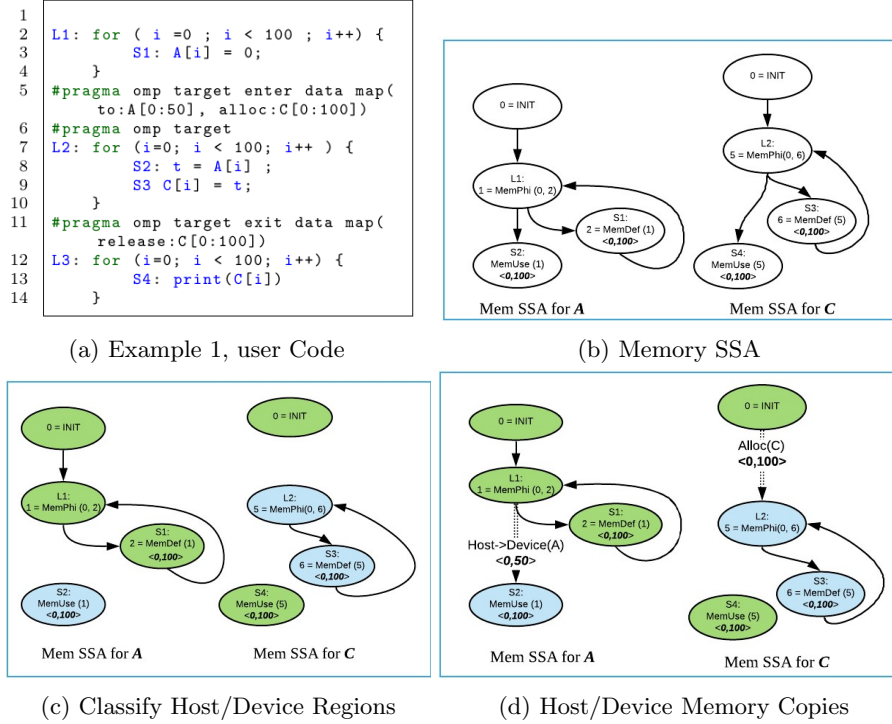 1
2 L1: for ( i =0 ; i < 100 ; i++) {
3 S1: A[i] = 0;
4 }
5 #pragma omp target enter data map(
to:A[0:50], alloc:C[0:100])
6 #pragma omp target
7 L2: for (i=0; i < 100; i++ ) {
8 S2: t = A[i] ;
9 S3 C[i] = t;
10 }
11 #pragma omp target exit data map(
release:C[0:100])
12 L3: for (i=0; i < 100; i++) {
13 S4: print(C[i])
14 }
(a) Example 1, user Code
0 = INIT
L1:
1 = MemPhi (0, 2)
S1:
2 = MemDef (1)
<0,100>
S2:
MemUse (1)
<0,100>
Mem SSA for A
0 = INIT
L2:
5 = MemPhi(0, 6)
S3:
6 = MemDef (5)
<0,100>
S4:
MemUse (5)
<0,100>
Mem SSA for C
(b) Memory SSA
0 = INIT
L1:
1 = MemPhi (0, 2)
S1:
2 = MemDef (1)
<0,100>
S2:
MemUse (1)
<0,100>
Mem SSA for A
0 = INIT
L2:
5 = MemPhi(0, 6)
S3:
6 = MemDef (5)
<0,100>
S4:
MemUse (5)
<0,100>
Mem SSA for C
(c) Classify Host/Device Regions
0 = INIT
L1:
1 = MemPhi (0, 2)
S1:
2 = MemDef (1)
<0,100>
Host->Device(A)
<0,50>
S2:
MemUse (1)
<0,100>
Mem SSA for A
0 = INIT
Alloc(C)
<0,100>
L2:
5 = MemPhi(0, 6)
S3:
6 = MemDef (5)
<0,100>
S4:
MemUse (5)
<0,100>
Mem SSA for C
(d) Host/Device Memory Copies